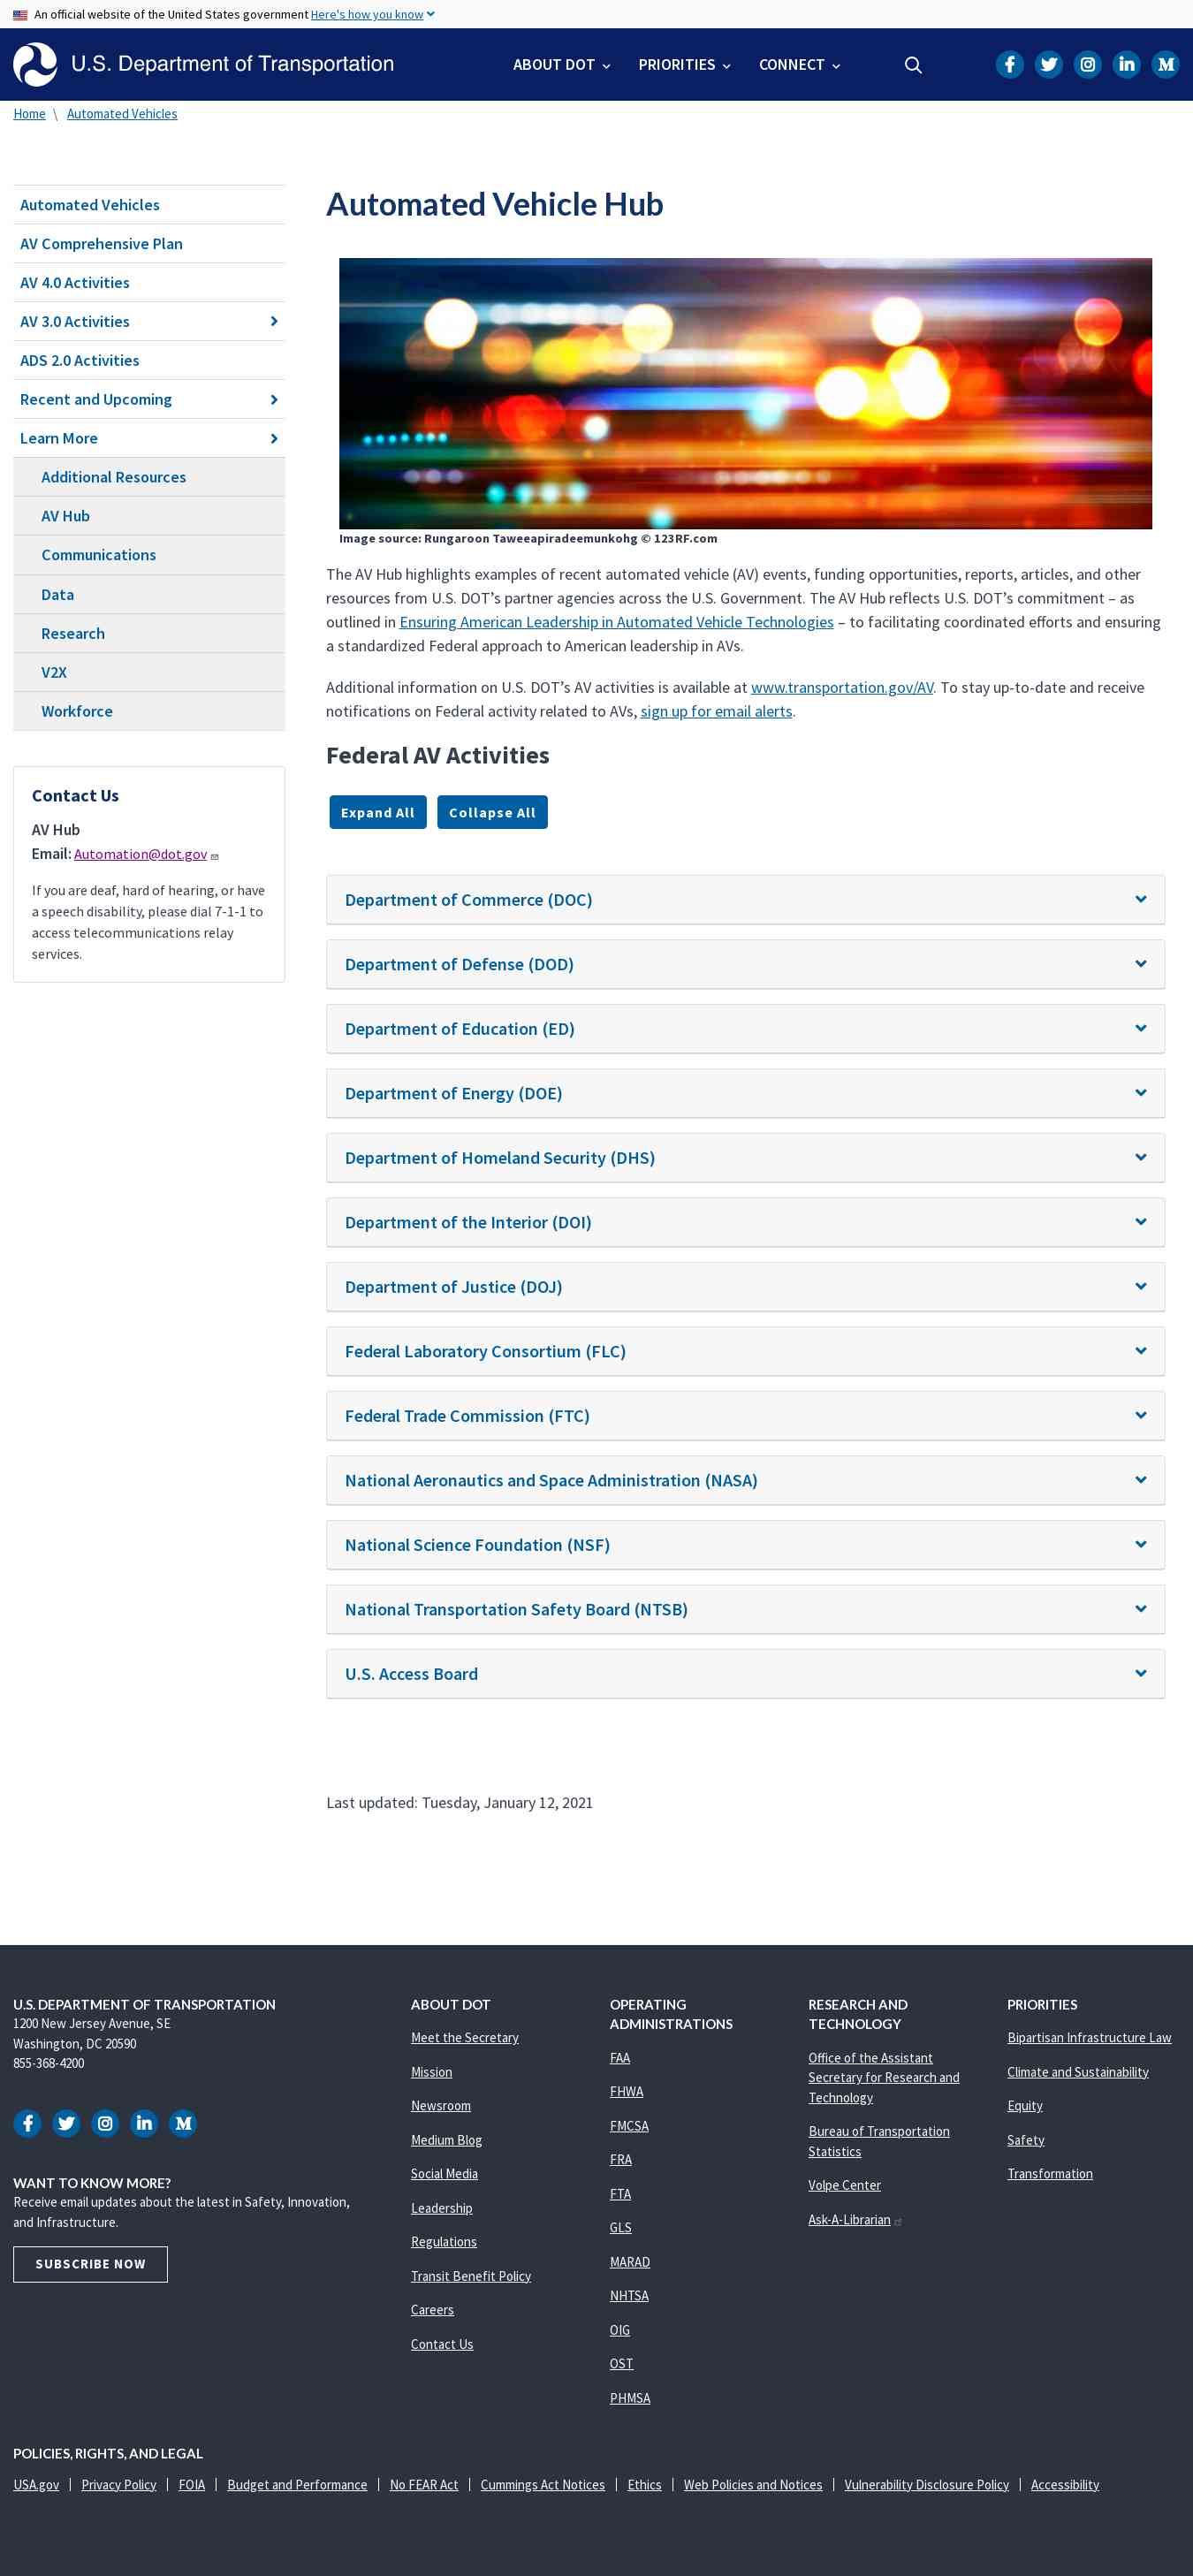 An official website of the United States government Here's how you know
U.S. Department of Transportation
ABOUT DOT PRIORITIES CONNECT
Home \ Automated Vehicles
Automated Vehicles
AV Comprehensive Plan
AV 4.0 Activities
AV 3.0 Activities
ADS 2.0 Activities
Recent and Upcoming
Learn More
Additional Resources
AV Hub
Communications
Data
Research
V2X
Workforce
Contact Us
AV Hub
Email: Automation@dot.gov
If you are deaf, hard of hearing, or have
a speech disability, please dial 7-1-1 to
access telecommunications relay
services.
Automated Vehicle Hub
Image source: Rungaroon Taweeapiradeemunkohg © 123RF.com
The AV Hub highlights examples of recent automated vehicle (AV) events, funding opportunities, reports, articles, and other
resources from U.S. DOT’s partner agencies across the U.S. Government. The AV Hub reflects U.S. DOT’s commitment – as
outlined in Ensuring American Leadership in Automated Vehicle Technologies – to facilitating coordinated efforts and ensuring
a standardized Federal approach to American leadership in AVs.
Additional information on U.S. DOT’s AV activities is available at www.transportation.gov/AV. To stay up-to-date and receive
notifications on Federal activity related to AVs, sign up for email alerts.
Federal AV Activities
Expand All Collapse All
Department of Commerce (DOC)
Department of Defense (DOD)
Department of Education (ED)
Department of Energy (DOE)
Department of Homeland Security (DHS)
Department of the Interior (DOI)
Department of Justice (DOJ)
Federal Laboratory Consortium (FLC)
Federal Trade Commission (FTC)
National Aeronautics and Space Administration (NASA)
National Science Foundation (NSF)
National Transportation Safety Board (NTSB)
U.S. Access Board
Last updated: Tuesday, January 12, 2021
U.S. DEPARTMENT OF TRANSPORTATION
1200 New Jersey Avenue, SE
Washington, DC 20590
855-368-4200
WANT TO KNOW MORE?
Receive email updates about the latest in Safety, Innovation,
and Infrastructure.
SUBSCRIBE NOW
ABOUT DOT
Meet the Secretary
Mission
Newsroom
Medium Blog
Social Media
Leadership
Regulations
Transit Benefit Policy
Careers
Contact Us
OPERATING
ADMINISTRATIONS
FAA
FHWA
FMCSA
FRA
FTA
GLS
MARAD
NHTSA
OIG
OST
PHMSA
RESEARCH AND
TECHNOLOGY
Office of the Assistant
Secretary for Research and
Technology
Bureau of Transportation
Statistics
Volpe Center
Ask-A-Librarian
PRIORITIES
Bipartisan Infrastructure Law
Climate and Sustainability
Equity
Safety
Transformation
POLICIES, RIGHTS, AND LEGAL
USA.gov | Privacy Policy | FOIA | Budget and Performance | No FEAR Act | Cummings Act Notices | Ethics | Web Policies and Notices | Vulnerability Disclosure Policy | Accessibility